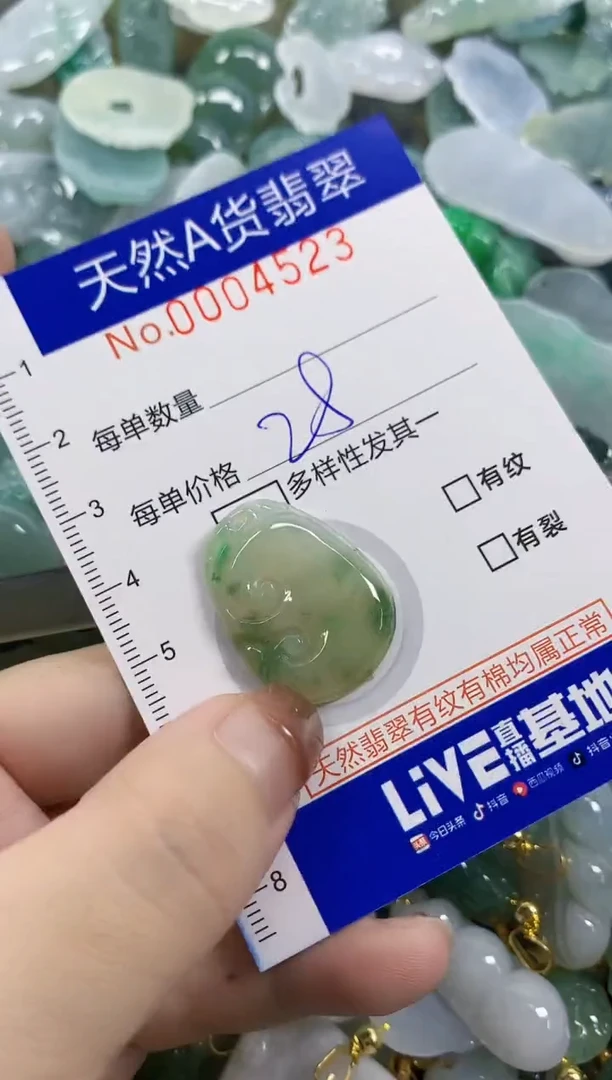 天然A货翡翠
No.0004523
1
2
每单数量
28
3
每单价格
多样性发其一
有纹
4
有裂
5
天然翡翠有纹有棉均属正常
LiVE直播基地
今日头条 抖音 西瓜视频 抖音
8